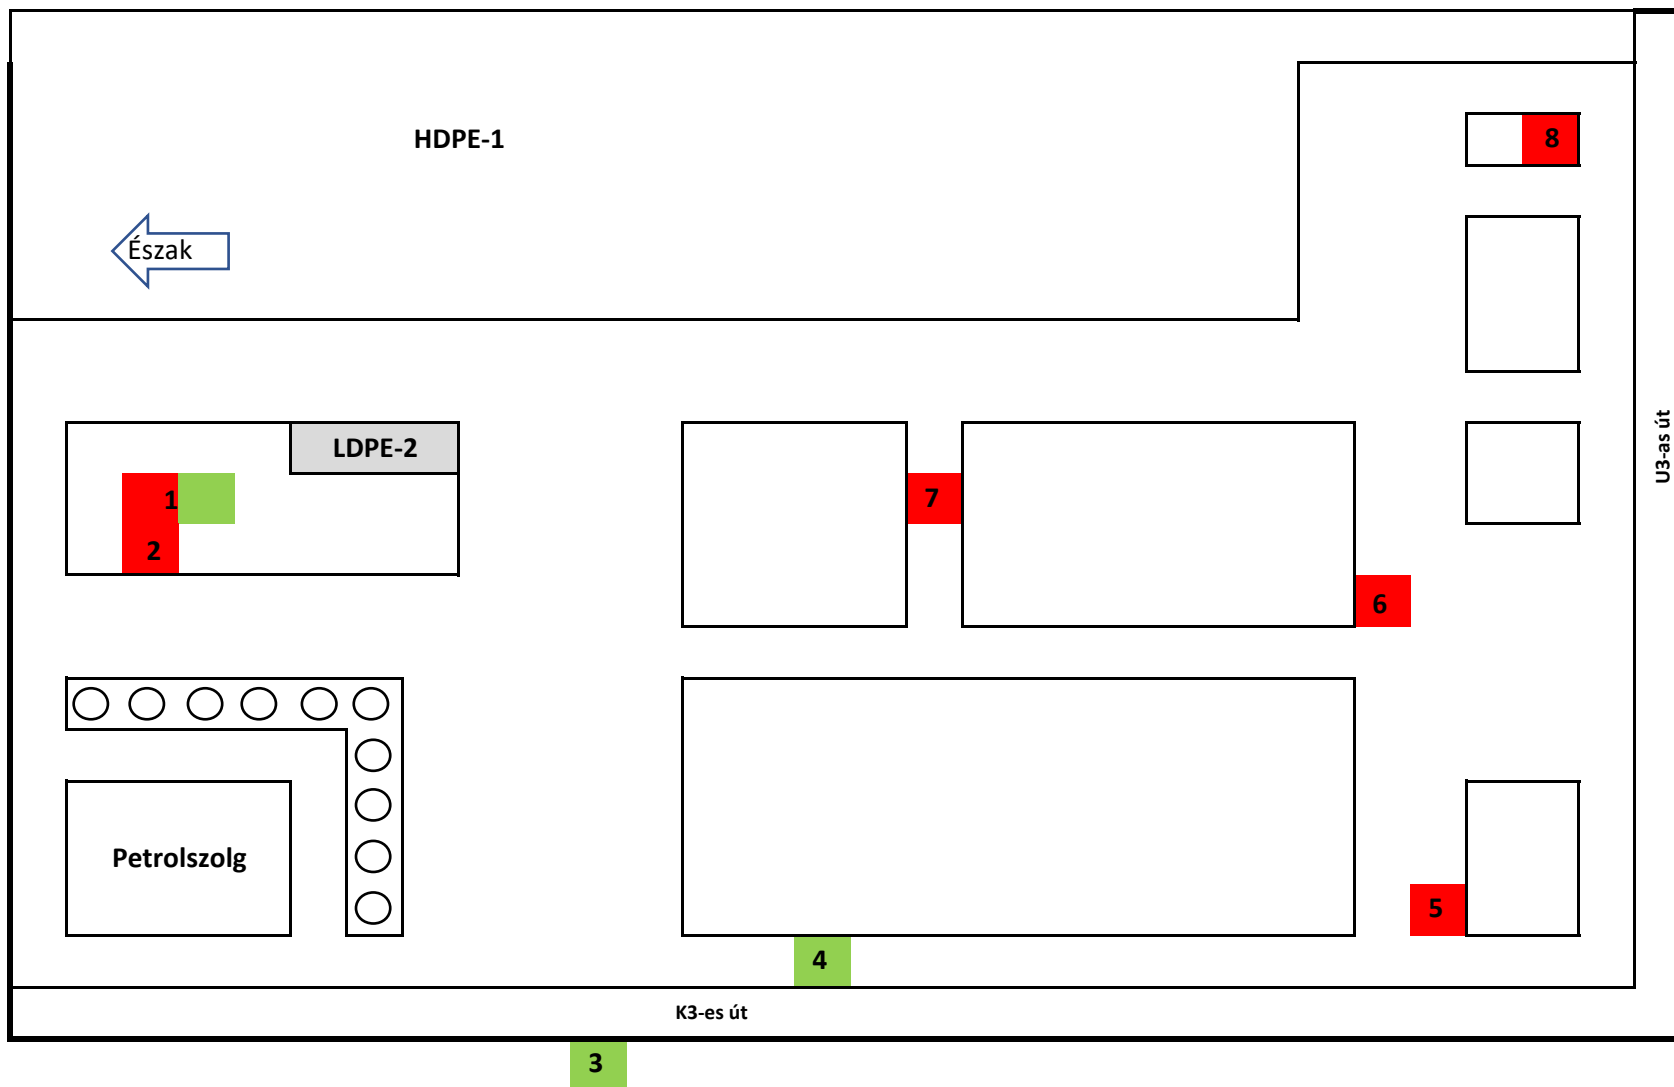 HDPE-1
8
Észak
U3-as út
LDPE-2
1
7
2
6
Petrolszolg
5
4
K3-es út
3